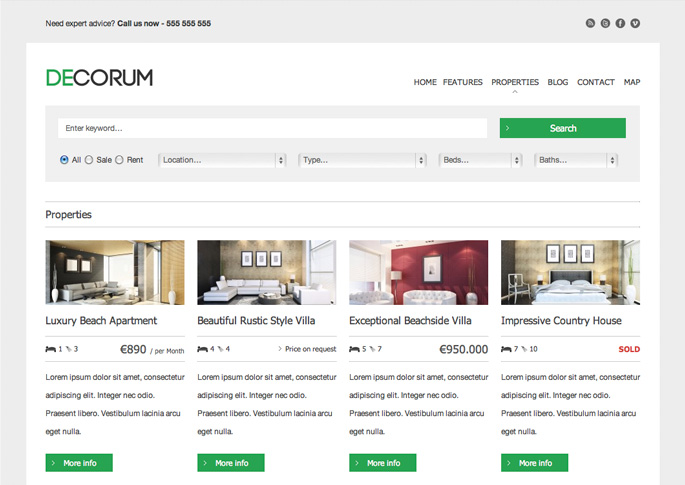 Need expert advice? Call us now - 555 555 555
DECORUM
HOME FEATURES PROPERTIES BLOG CONTACT MAP
Enter keyword...
Search
All Sale Rent Location... Type... Beds... Baths...
Properties
Luxury Beach Apartment
1 3 €890 / per Month
Lorem ipsum dolor sit amet, consectetur
adipiscing elit. Integer nec odio.
Praesent libero. Vestibulum lacinia arcu
eget nulla.
More info
Beautiful Rustic Style Villa
4 4 Price on request
Lorem ipsum dolor sit amet, consectetur
adipiscing elit. Integer nec odio.
Praesent libero. Vestibulum lacinia arcu
eget nulla.
More info
Exceptional Beachside Villa
5 7 €950.000
Lorem ipsum dolor sit amet, consectetur
adipiscing elit. Integer nec odio.
Praesent libero. Vestibulum lacinia arcu
eget nulla.
More info
Impressive Country House
7 10 SOLD
Lorem ipsum dolor sit amet, consectetur
adipiscing elit. Integer nec odio.
Praesent libero. Vestibulum lacinia arcu
eget nulla.
More info